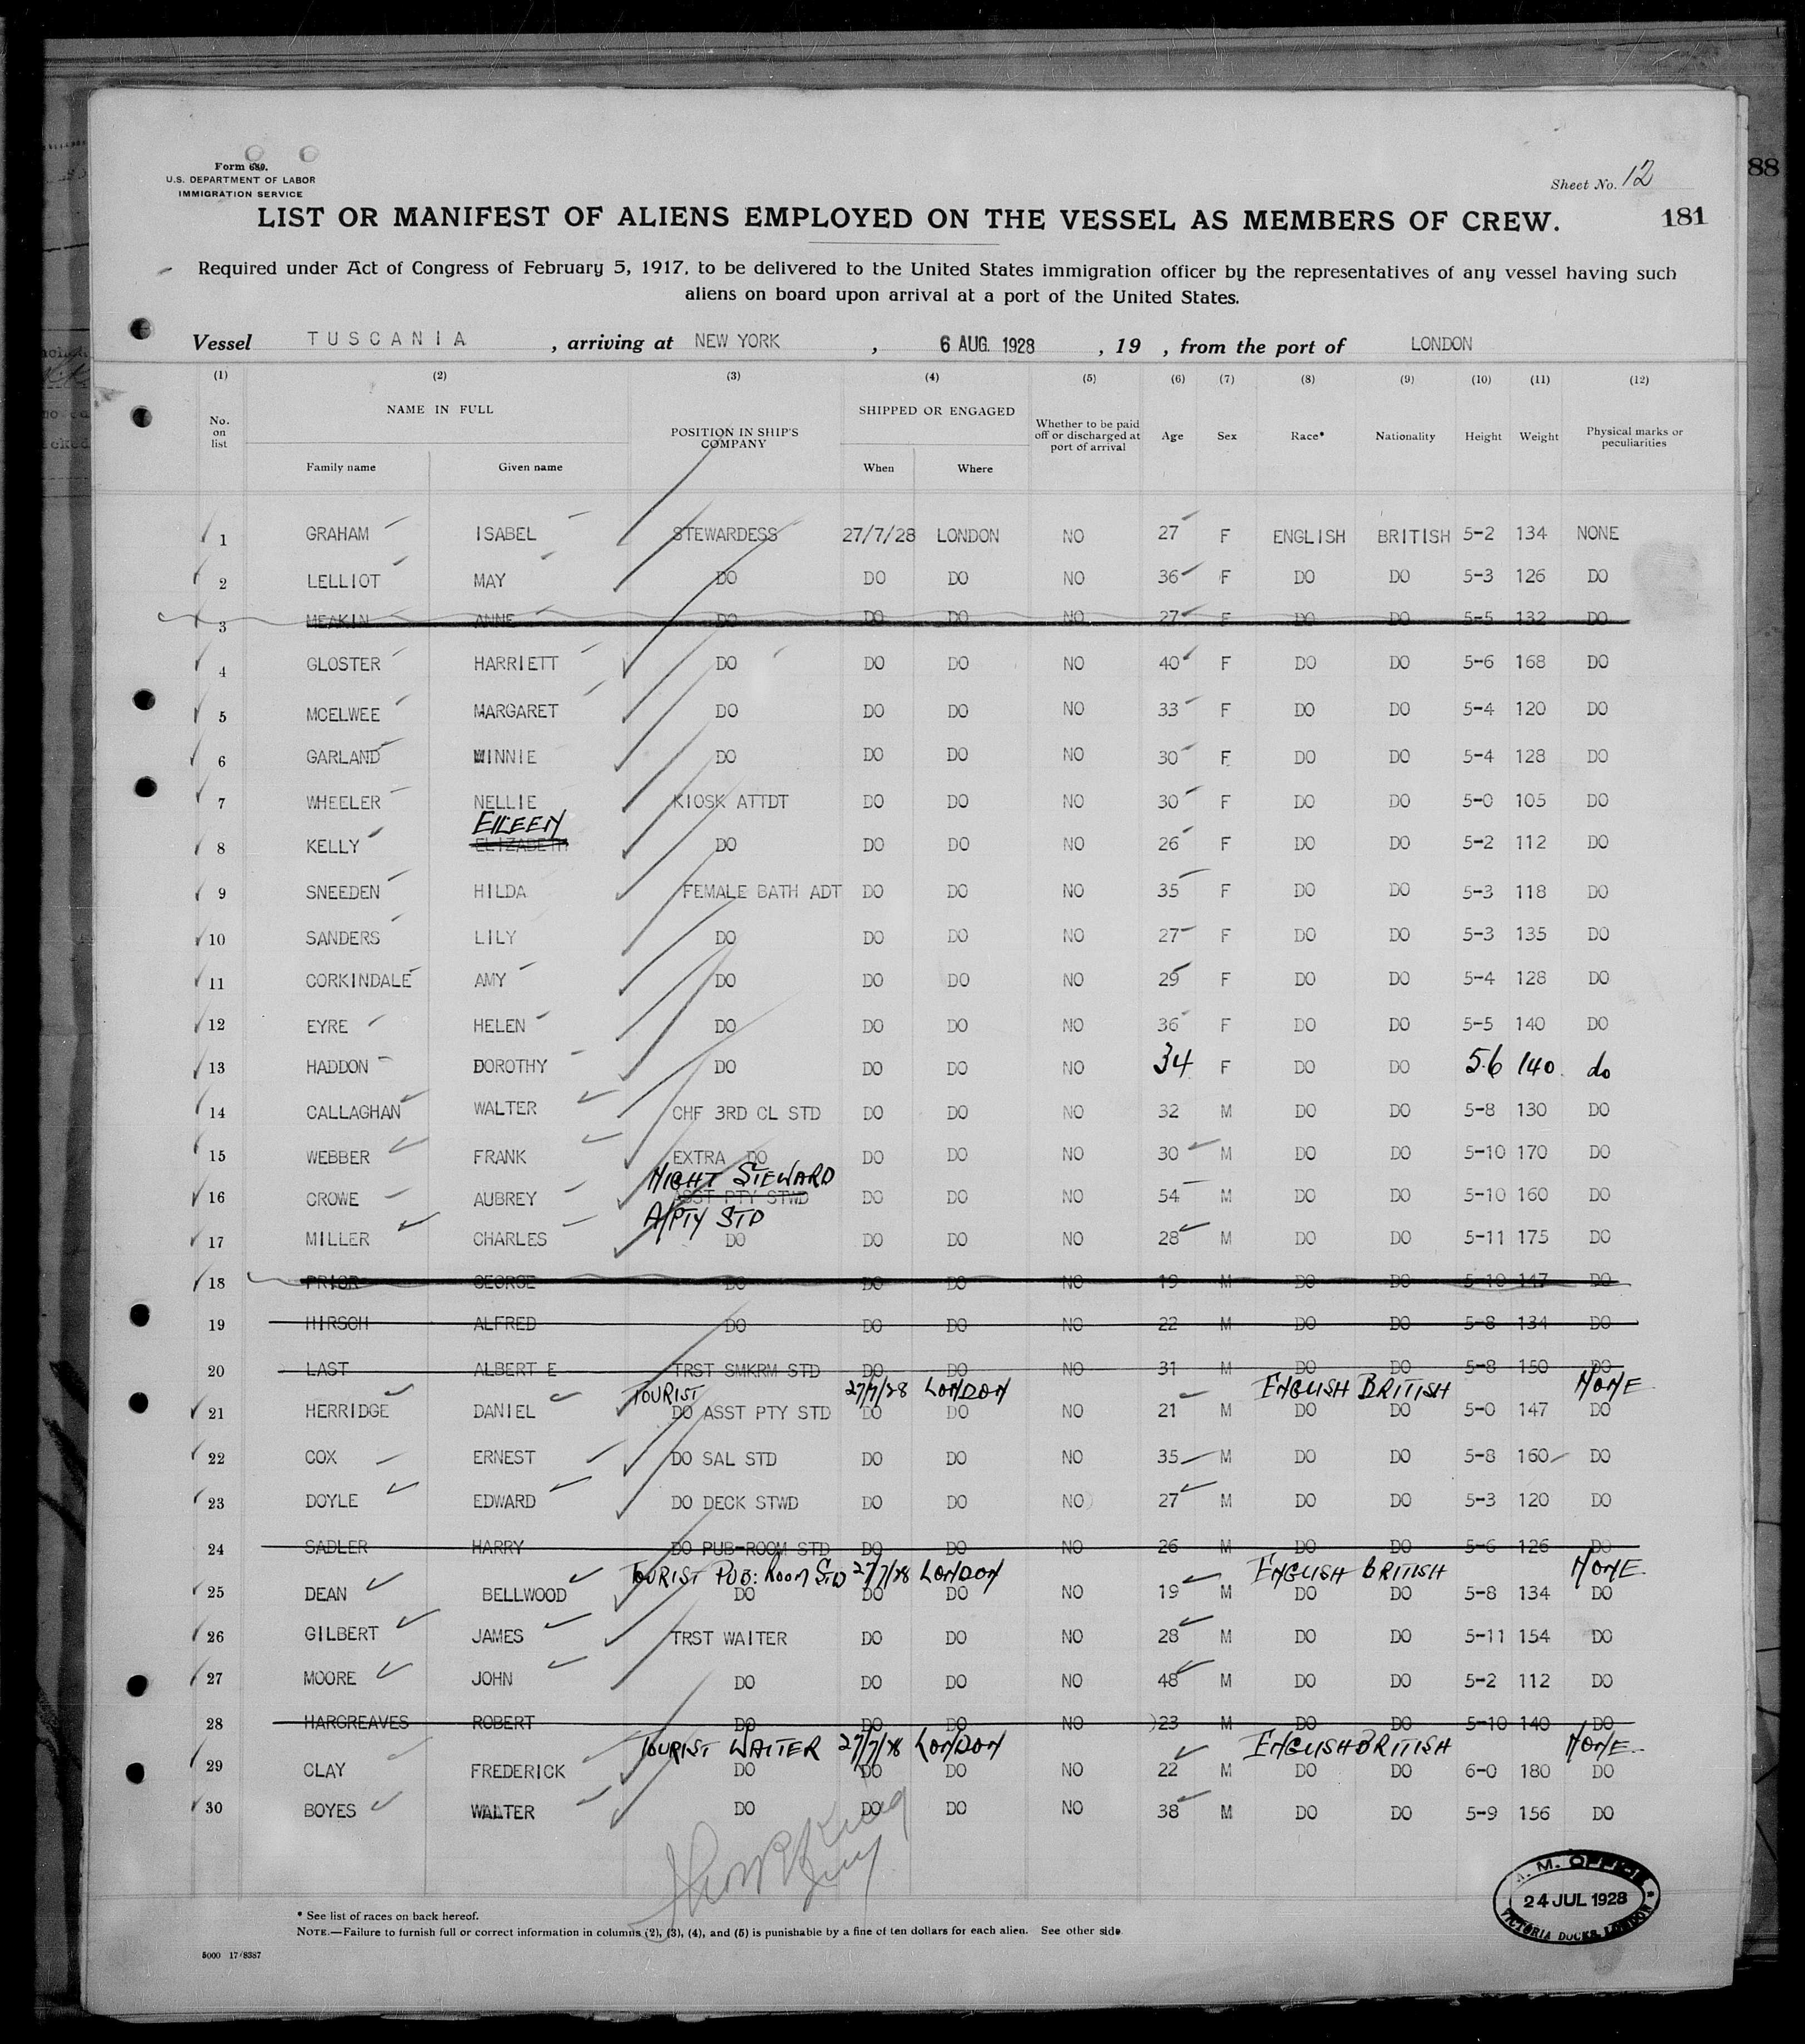 88
Form 689.
U.S. DEPARTMENT OF LABOR
IMMIGRATION SERVICE
Sheet No. 12
LIST OR MANIFEST OF ALIENS EMPLOYED ON THE VESSEL AS MEMBERS OF CREW.
181
Required under Act of Congress of February 5, 1917, to be delivered to the United States immigration officer by the representatives of any vessel having such
aliens on board upon arrival at a port of the United States.
Vessel TUSCANIA , arriving at NEW YORK , 6 AUG. 1928 , 19 , from the port of LONDON
(1) (2) (3) (4) (5) (6) (7) (8) (9) (10) (11) (12)
No. on list NAME IN FULL POSITION IN SHIP'S COMPANY SHIPPED OR ENGAGED Whether to be paid off or discharged at port of arrival Age Sex Race* Nationality Height Weight Physical marks or peculiarities
Family name Given name When Where
1 GRAHAM ISABEL STEWARDESS 27/7/28 LONDON NO 27 F ENGLISH BRITISH 5-2 134 NONE
2 LELLIOT MAY DO DO DO NO 36 F DO DO 5-3 126 DO
3 MEAKIN ANNE DO DO DO NO 27 F DO DO 5-5 132 DO
4 GLOSTER HARRIETT DO DO DO NO 40 F DO DO 5-6 168 DO
5 MCELWEE MARGARET DO DO DO NO 33 F DO DO 5-4 120 DO
6 GARLAND WINNIE DO DO DO NO 30 F DO DO 5-4 128 DO
7 WHEELER NELLIE KIOSK ATTDT DO DO NO 30 F DO DO 5-0 105 DO
EILEEN
8 KELLY ELIZABETH DO DO DO NO 26 F DO DO 5-2 112 DO
9 SNEEDEN HILDA FEMALE BATH ADT DO DO NO 35 F DO DO 5-3 118 DO
10 SANDERS LILY DO DO DO NO 27 F DO DO 5-3 135 DO
11 CORKINDALE AMY DO DO DO NO 29 F DO DO 5-4 128 DO
12 EYRE HELEN DO DO DO NO 36 F DO DO 5-5 140 DO
13 HADDON DOROTHY DO DO DO NO 34 F DO DO 5.6 140. do
14 CALLAGHAN WALTER CHF 3RD CL STD DO DO NO 32 M DO DO 5-8 130 DO
15 WEBBER FRANK EXTRA DO DO DO NO 30 M DO DO 5-10 170 DO
NIGHT STEWARD
16 CROWE AUBREY ASST PTY STWD DO DO NO 54 M DO DO 5-10 160 DO
A/PTY STD
17 MILLER CHARLES DO DO DO NO 28 M DO DO 5-11 175 DO
18 PRIOR GEORGE DO DO DO NO 19 M DO DO 5-10 147 DO
19 HIRSCH ALFRED DO DO DO NO 22 M DO DO 5-8 134 DO
20 LAST ALBERT E TRST SMKRM STD DO DO NO 31 M DO DO 5-8 150 DO
TOURIST 27/7/28 LONDON ENGLISH BRITISH NONE
21 HERRIDGE DANIEL DO ASST PTY STD DO DO NO 21 M DO DO 5-0 147 DO
22 COX ERNEST DO SAL STD DO DO NO 35 M DO DO 5-8 160 DO
23 DOYLE EDWARD DO DECK STWD DO DO NO 27 M DO DO 5-3 120 DO
24 SADLER HARRY DO PUB-ROOM STD DO DO NO 26 M DO DO 5-6 126 DO
TOURIST PUB: ROOM STD 27/7/28 LONDON ENGLISH BRITISH NONE
25 DEAN BELLWOOD DO DO DO NO 19 M DO DO 5-8 134 DO
26 GILBERT JAMES TRST WAITER DO DO NO 28 M DO DO 5-11 154 DO
27 MOORE JOHN DO DO DO NO 48 M DO DO 5-2 112 DO
28 HARGREAVES ROBERT DO DO DO NO 23 M DO DO 5-10 140 DO
TOURIST WAITER 27/7/28 LONDON ENGLISH BRITISH NONE
29 CLAY FREDERICK DO DO DO NO 22 M DO DO 6-0 180 DO
30 BOYES WALTER DO DO DO NO 38 M DO DO 5-9 156 DO
24 JUL 1928
VICTORIA DOCKS, LONDON
* See list of races on back hereof.
NOTE.—Failure to furnish full or correct information in columns (2), (3), (4), and (5) is punishable by a fine of ten dollars for each alien. See other side.
5000 17/8387